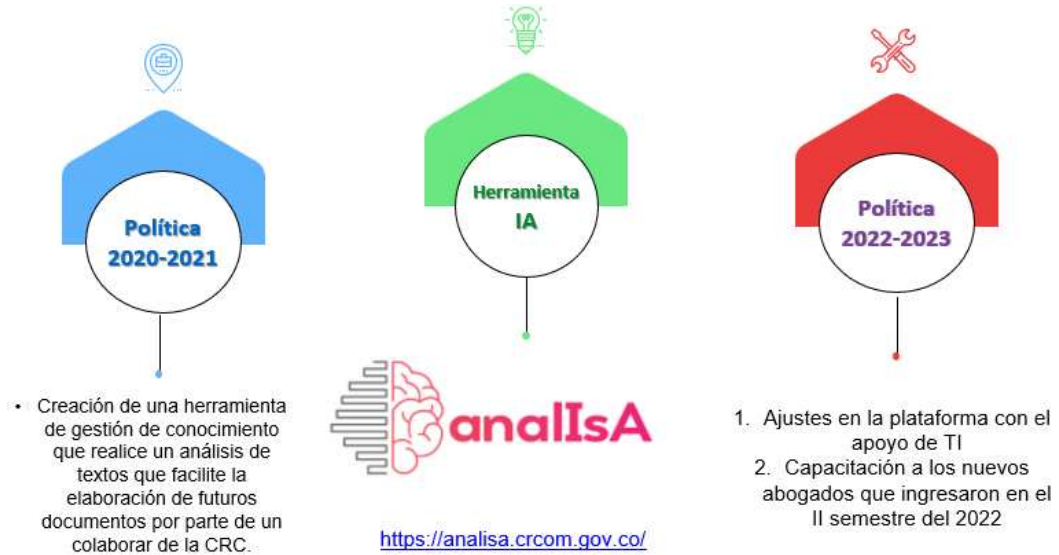 Política
2020-2021
• Creación de una herramienta
de gestión de conocimiento
que realice un análisis de
textos que facilite la
elaboración de futuros
documentos por parte de un
colaborar de la CRC.
Herramienta
IA
analIsA
https://analisa.crcom.gov.co/
Política
2022-2023
1. Ajustes en la plataforma con el
apoyo de TI
2. Capacitación a los nuevos
abogados que ingresaron en el
II semestre del 2022